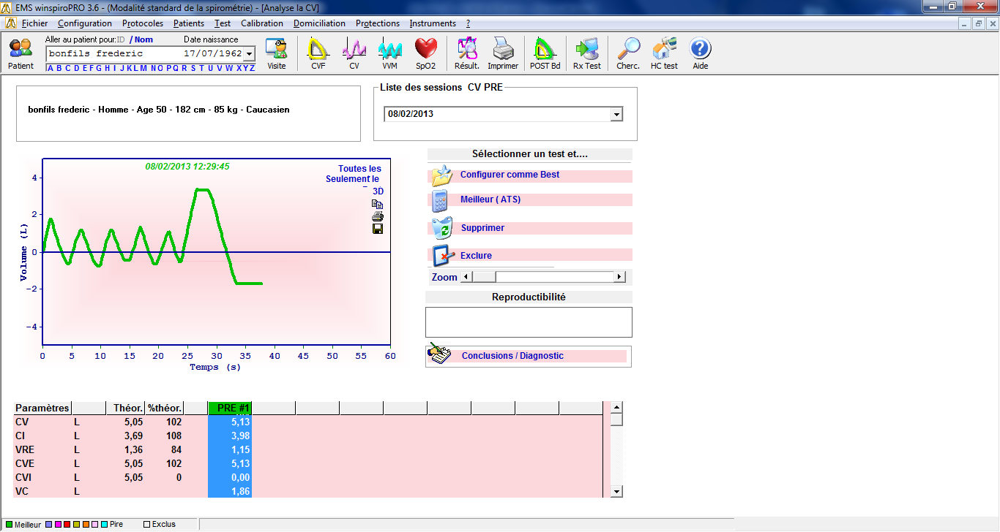 EMS winspiroPRO 3.6 - (Modalité standard de la spirométrie) - [Analyse la CV]
Fichier Configuration Protocoles Patients Test Calibration Domiciliation Protections Instruments ?
Aller au patient pour: ID / Nom Date naissance
bonfils frederic 17/07/1962
A B C D E F G H I J K L M N O P Q R S T U V W X Y Z
Patient Visite CVF CV VVM SpO2 Résult. Imprimer POST Bd Rx Test Cherc. HC test Aide
bonfils frederic - Homme - Age 50 - 182 cm - 85 kg - Caucasien
Liste des sessions CV PRE
08/02/2013
08/02/2013 12:29:45
Toutes les
Seulement le
3D
Volume (L)
4
2
0
-2
-4
0 5 10 15 20 25 30 35 40 45 50 55 60
Temps (s)
Sélectionner un test et....
Configurer comme Best
Meilleur ( ATS)
Supprimer
Exclure
Zoom
Reproductibilité
Conclusions / Diagnostic
Paramètres Théor. %théor. PRE #1
CV L 5,05 102 5,13
CI L 3,69 108 3,98
VRE L 1,36 84 1,15
CVE L 5,05 102 5,13
CVI L 5,05 0 0,00
VC L 1,86
Meilleur Pire Exclus